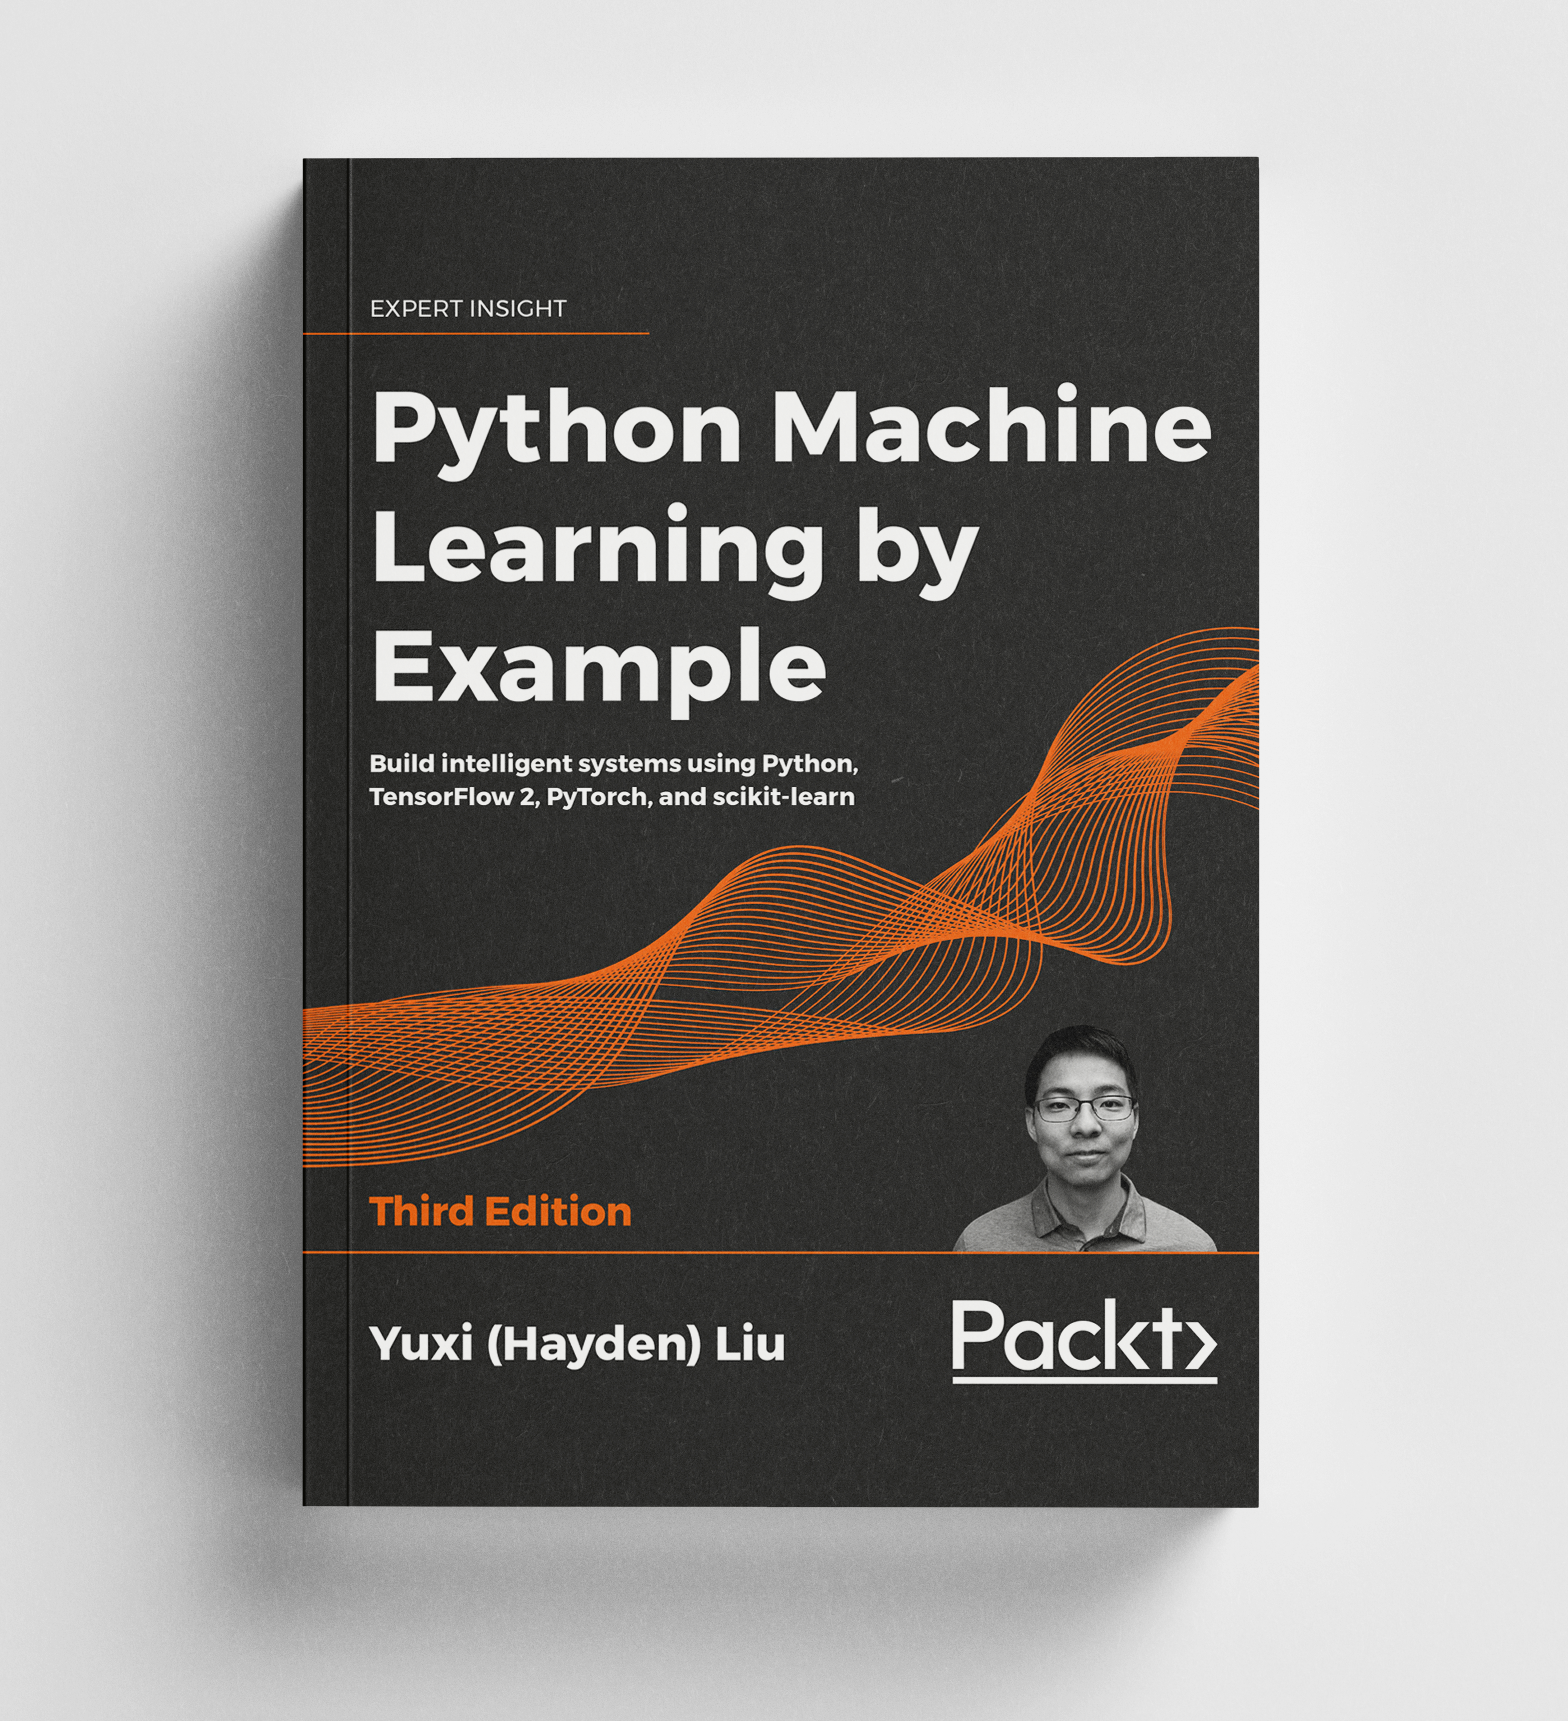 EXPERT INSIGHT
Python Machine
Learning by
Example
Build intelligent systems using Python,
TensorFlow 2, PyTorch, and scikit-learn
Third Edition
Yuxi (Hayden) Liu
Packt